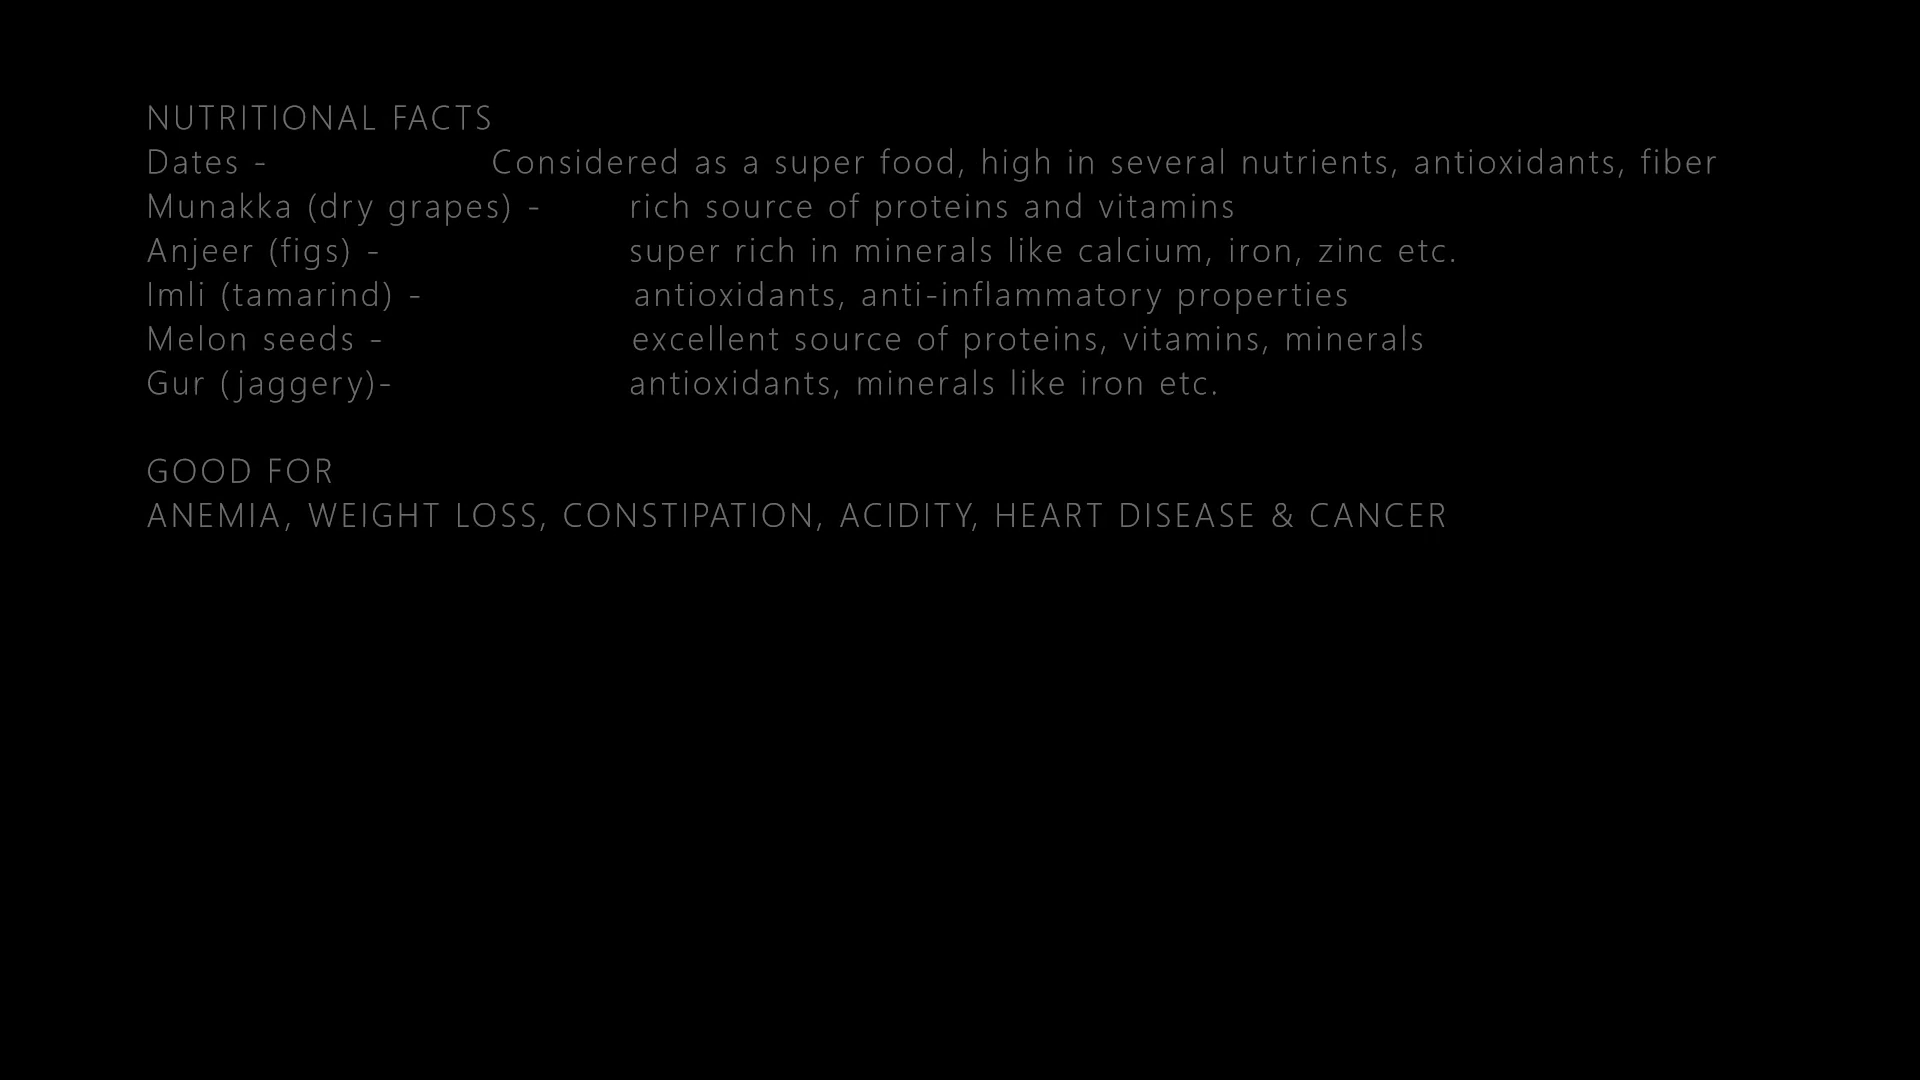 NUTRITIONAL FACTS
Dates - Considered as a super food, high in several nutrients, antioxidants, fiber
Munakka (dry grapes) - rich source of proteins and vitamins
Anjeer (figs) - super rich in minerals like calcium, iron, zinc etc.
Imli (tamarind) - antioxidants, anti-inflammatory properties
Melon seeds - excellent source of proteins, vitamins, minerals
Gur (jaggery)- antioxidants, minerals like iron etc.
GOOD FOR
ANEMIA, WEIGHT LOSS, CONSTIPATION, ACIDITY, HEART DISEASE & CANCER